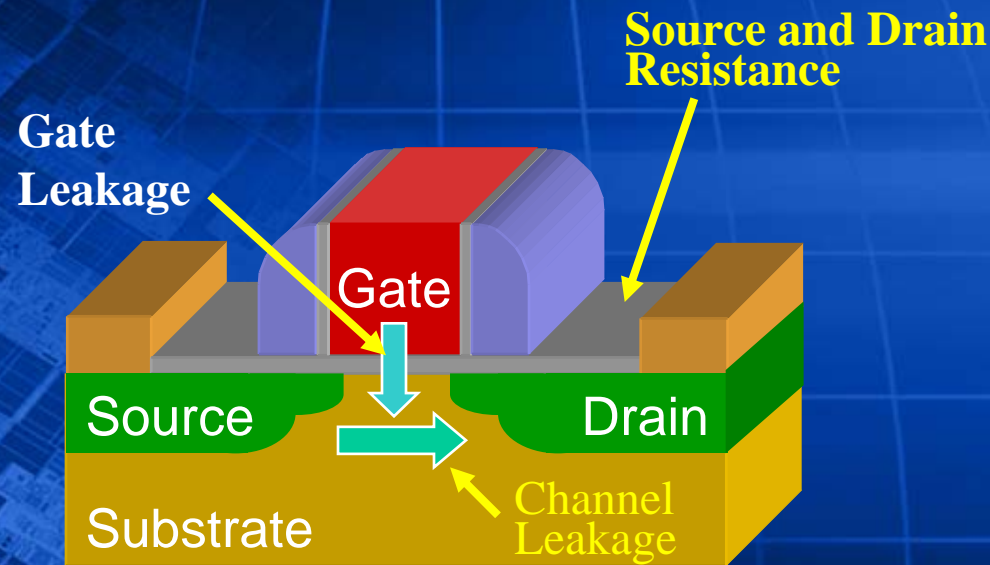 Source and Drain
Resistance
Gate
Leakage
Gate
Source
Drain
Channel
Leakage
Substrate